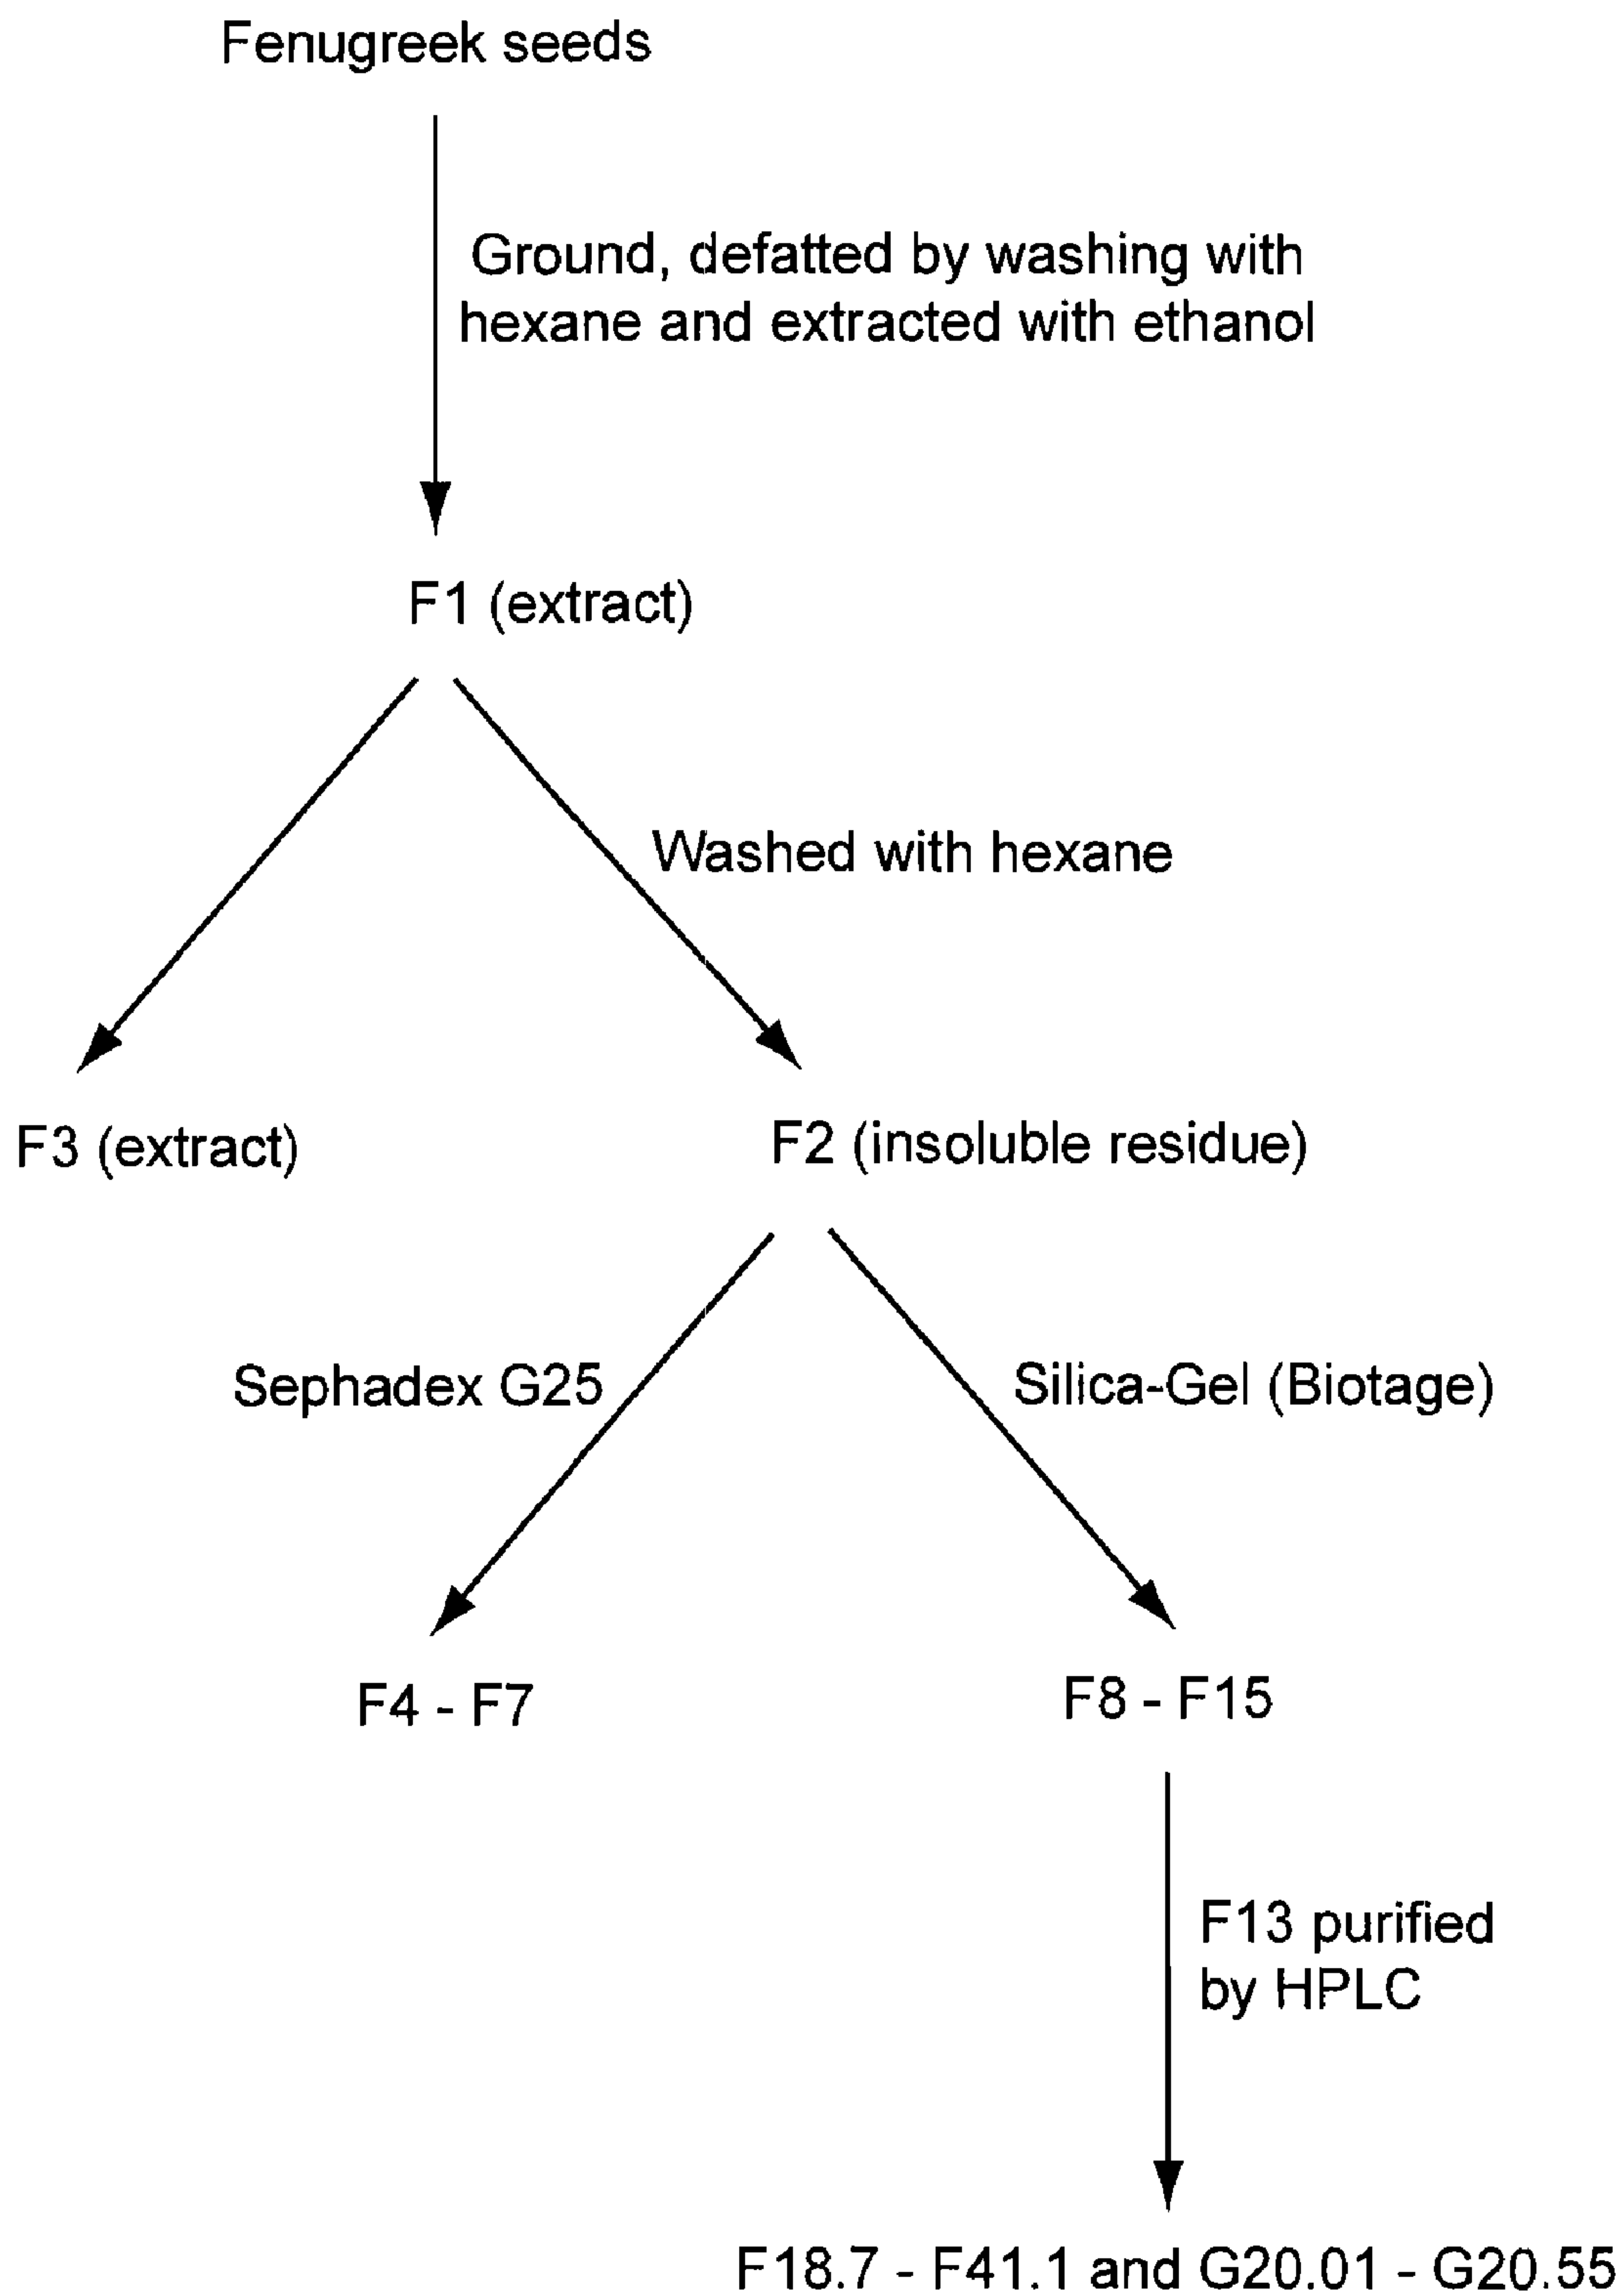 Fenugreek seeds
Ground, defatted by washing with
hexane and extracted with ethanol
F1 (extract)
Washed with hexane
F3 (extract)
F2 (insoluble residue)
Sephadex G25
Silica-Gel (Biotage)
F4 - F7
F8 - F15
F13 purified
by HPLC
F18.7 - F41.1 and G20.01 - G20.55